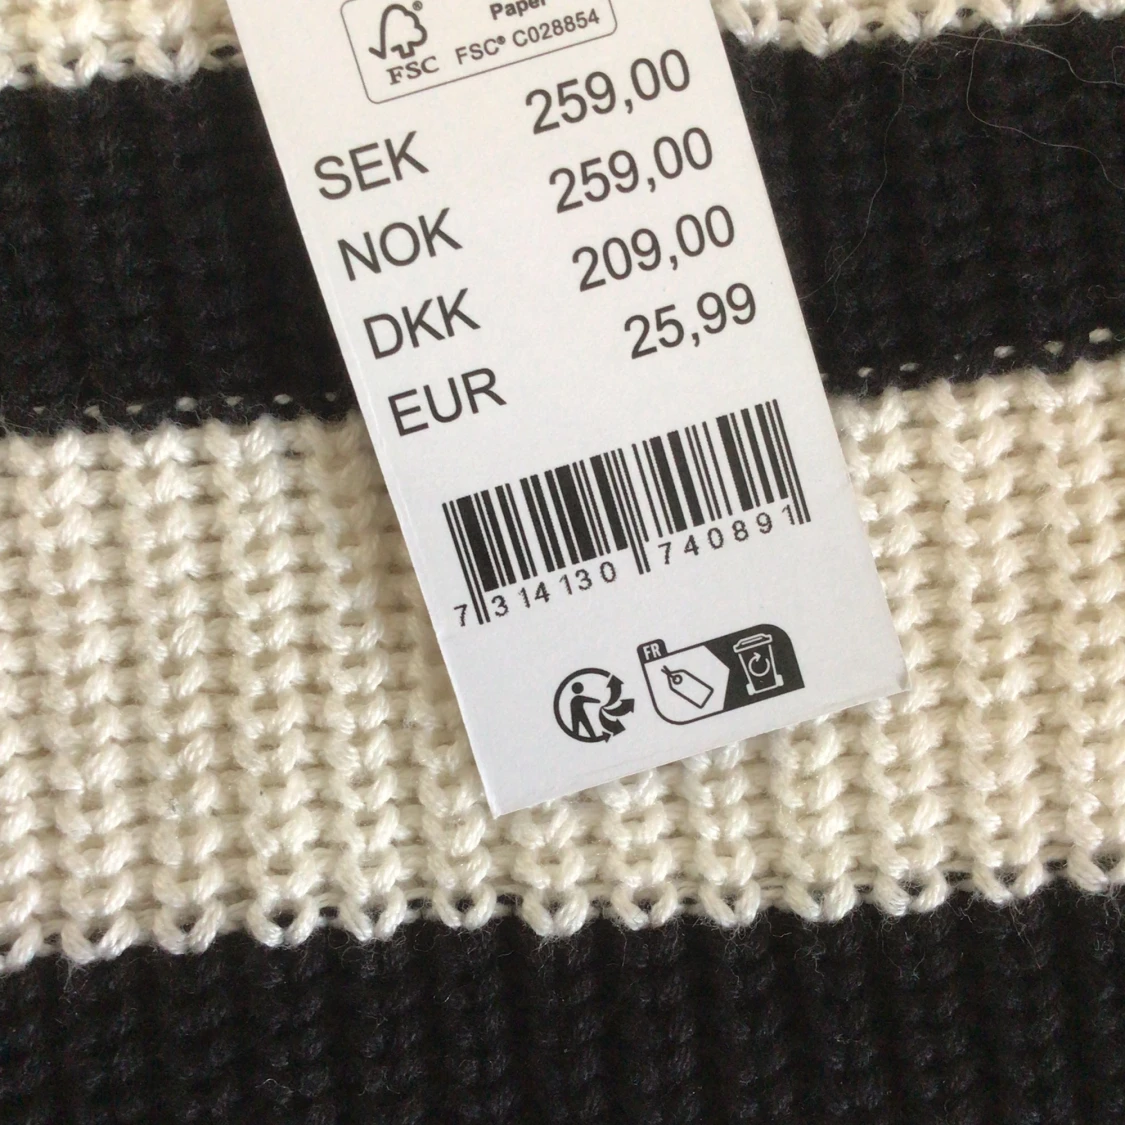 Paper
FSC® C028854
FSC
SEK 259,00
NOK 259,00
DKK 209,00
EUR 25,99
7 314130 740891
FR